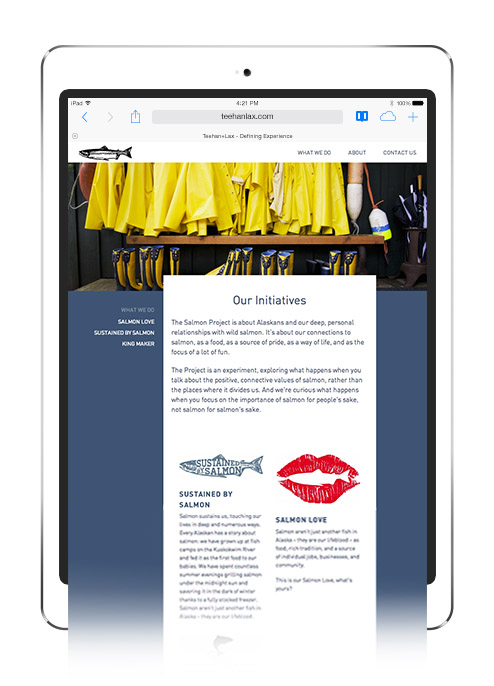 iPad 4:21 PM 100%
teehanlax.com
Teehan+Lax - Defining Experience
WHAT WE DO ABOUT CONTACT US
WHAT WE DO
SALMON LOVE
SUSTAINED BY SALMON
KING MAKER
Our Initiatives
The Salmon Project is about Alaskans and our deep, personal
relationships with wild salmon. It's about our connections to
salmon, as a food, as a source of pride, as a way of life, and as the
focus of a lot of fun.
The Project is an experiment, exploring what happens when you
talk about the positive, connective values of salmon, rather than
the places where it divides us. And we're curious what happens
when you focus on the importance of salmon for people's sake,
not salmon for salmon's sake.
SUSTAINED
BY SALMON
SUSTAINED BY
SALMON
Salmon sustains us, touching our
lives in deep and numerous ways.
Every Alaskan has a story about
salmon: we have grown up at fish
camps on the Kuskokwim River
and fed it as the first food to our
babies. We have spent countless
summer evenings grilling salmon
under the midnight sun and
savoring it in the dark of winter
thanks to a fully stocked freezer.
Salmon aren't just another fish in
Alaska – they are our lifeblood –
SALMON LOVE
Salmon aren't just another fish in
Alaska – they are our lifeblood – as
food, rich tradition, and a source
of individual jobs, businesses, and
community.
This is our Salmon Love, what's
yours?